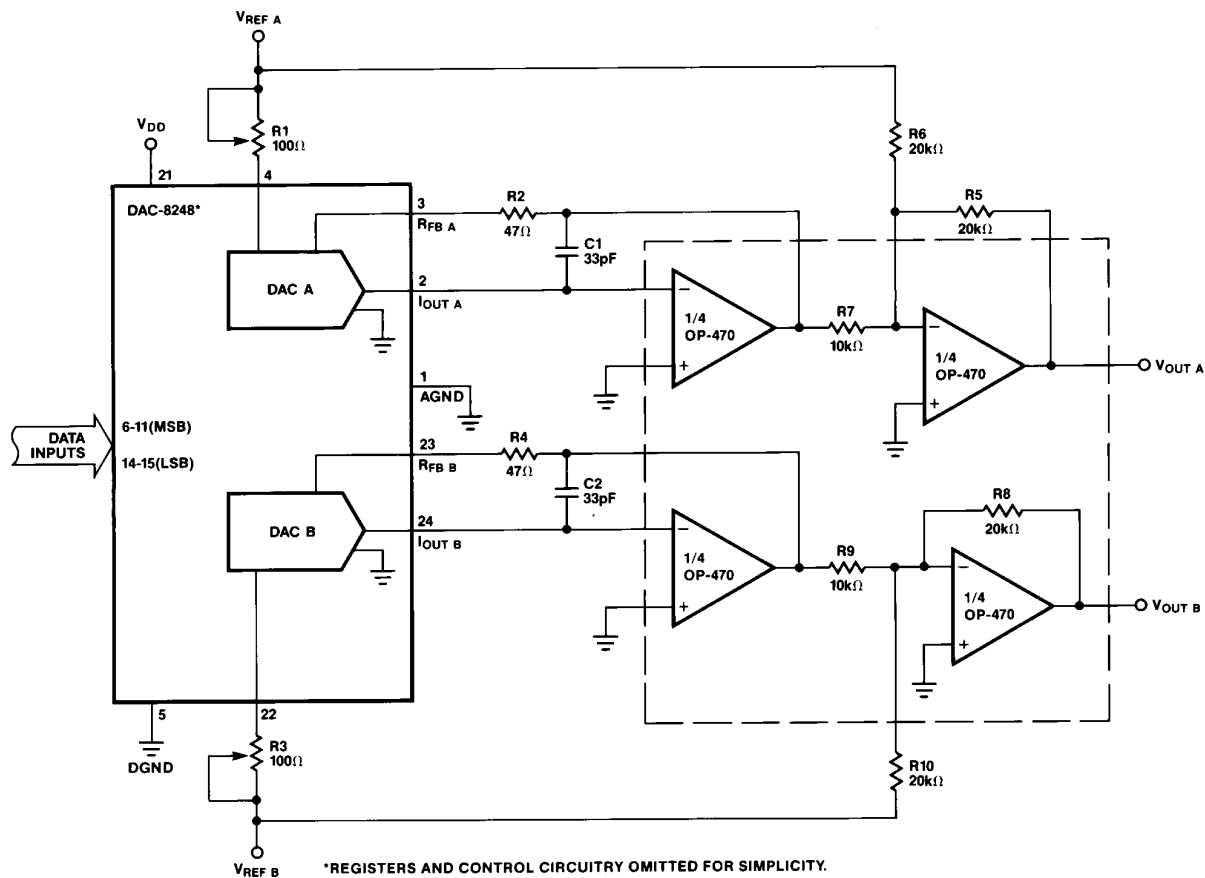 VREF A
VDD
R1
100Ω
21
4
DAC-8248*
R6
20kΩ
3
RFB A
R2
47Ω
R5
20kΩ
C1
33pF
DAC A
2
IOUT A
−
1/4
OP-470
+
R7
10kΩ
−
1/4
OP-470
+
VOUT A
1
AGND
DATA
INPUTS
6-11(MSB)
14-15(LSB)
23
RFB B
R4
47Ω
C2
33pF
R8
20kΩ
DAC B
24
IOUT B
−
1/4
OP-470
+
R9
10kΩ
−
1/4
OP-470
+
VOUT B
5
DGND
22
R3
100Ω
R10
20kΩ
VREF B
*REGISTERS AND CONTROL CIRCUITRY OMITTED FOR SIMPLICITY.